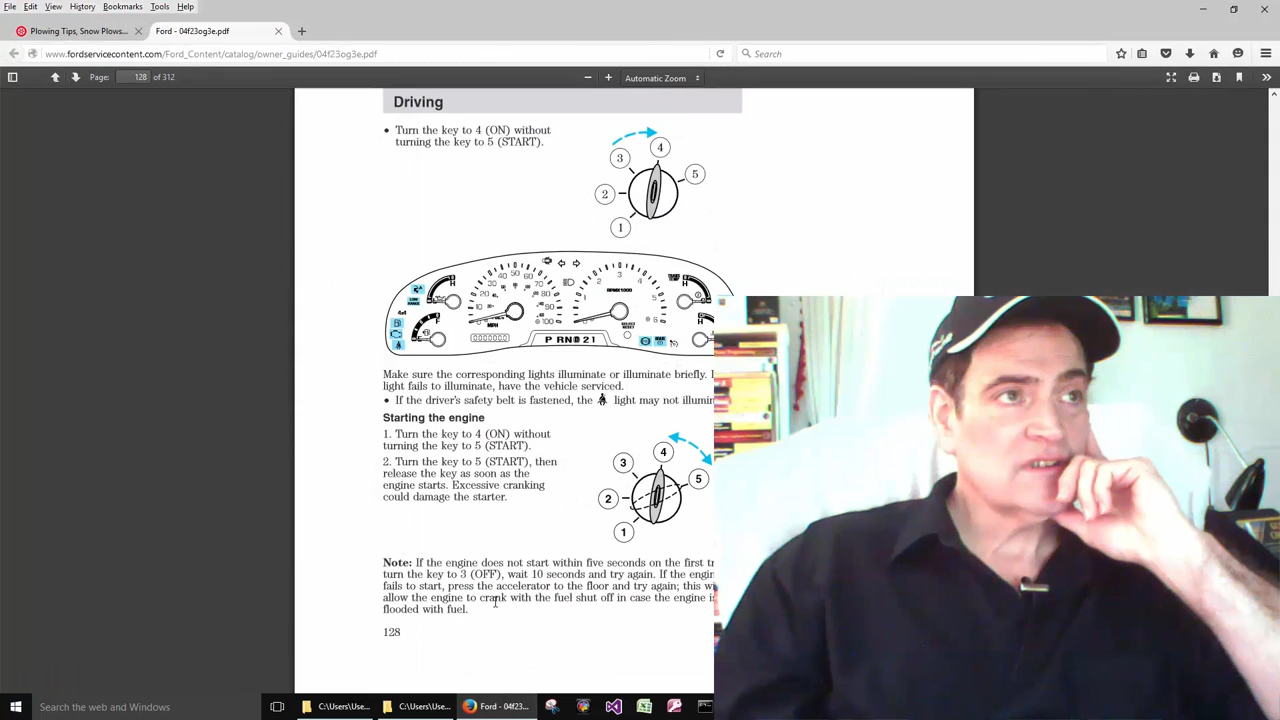 File Edit View History Bookmarks Tools Help
Plowing Tips, Snow Plows...
Ford - 04f23og3e.pdf
www.fordservicecontent.com/Ford_Content/catalog/owner_guides/04f23og3e.pdf
Search
Page: 128 of 312
Automatic Zoom
Driving
• Turn the key to 4 (ON) without
turning the key to 5 (START).
1 2 3 4 5
MPH
RPMX1000
P R N D 2 1
Make sure the corresponding lights illuminate or illuminate briefly.
light fails to illuminate, have the vehicle serviced.
• If the driver's safety belt is fastened, the light may not
Starting the engine
1. Turn the key to 4 (ON) without
turning the key to 5 (START).
2. Turn the key to 5 (START), then
release the key as soon as the
engine starts. Excessive cranking
could damage the starter.
1 2 3 4 5
Note: If the engine does not start within five seconds on the first
turn the key to 3 (OFF), wait 10 seconds and try again. If the
fails to start, press the accelerator to the floor and try again; this
allow the engine to crank with the fuel shut off in case the engine
flooded with fuel.
128
Search the web and Windows
C:\Users\Use...
C:\Users\Use...
Ford - 04f23...